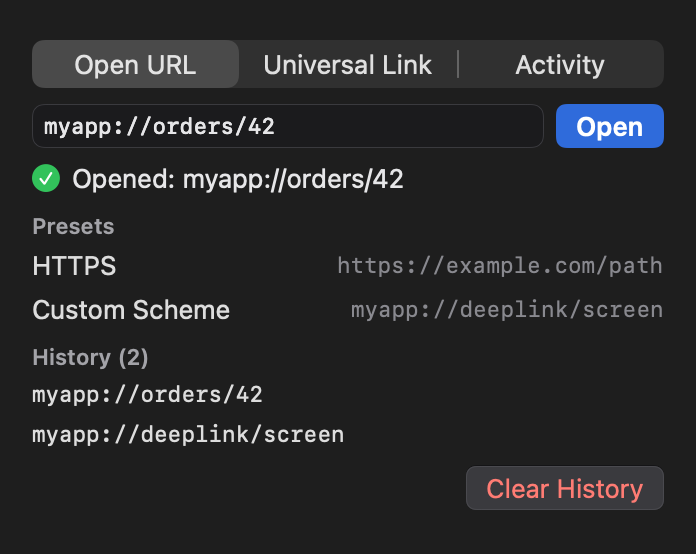 Open URL Universal Link Activity
myapp://orders/42 Open
Opened: myapp://orders/42
Presets
HTTPS https://example.com/path
Custom Scheme myapp://deeplink/screen
History (2)
myapp://orders/42
myapp://deeplink/screen
Clear History